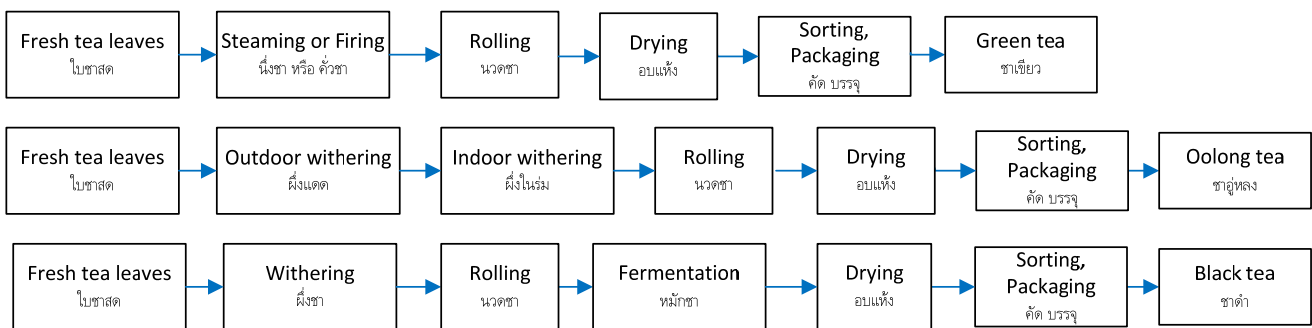 Fresh tea leaves
ใบชาสด
Steaming or Firing
นึ่งชา หรือ คั่วชา
Rolling
นวดชา
Drying
อบแห้ง
Sorting,
Packaging
คัด บรรจุ
Green tea
ชาเขียว
Fresh tea leaves
ใบชาสด
Outdoor withering
ผึ่งแดด
Indoor withering
ผึ่งในร่ม
Rolling
นวดชา
Drying
อบแห้ง
Sorting,
Packaging
คัด บรรจุ
Oolong tea
ชาอู่หลง
Fresh tea leaves
ใบชาสด
Withering
ผึ่งชา
Rolling
นวดชา
Fermentation
หมักชา
Drying
อบแห้ง
Sorting,
Packaging
คัด บรรจุ
Black tea
ชาดำ